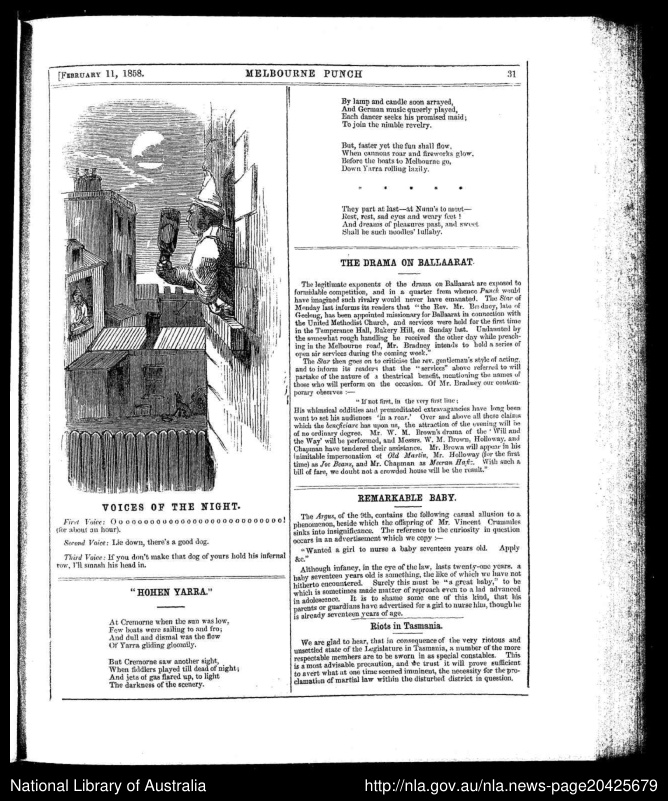 [FEBRUARY 11, 1858.
MELBOURNE PUNCH
31
VOICES OF THE NIGHT.
First Voice: O o o o o o o o o o o o o o o o o o o o o o o o o o o o!
(for about an hour).
Second Voice: Lie down, there's a good dog.
Third Voice: If you don't make that dog of yours hold his infernal
row, I'll smash his head in.
"HOHEN YARRA."
At Cremorne when the sun was low,
Few boats were sailing to and fro;
And dull and dismal was the flow
Of Yarra gliding gloomily.
But Cremorne saw another sight,
When fiddlers played till dead of night;
And jets of gas flared up, to light
The darkness of the scenery.
By lamp and candle soon arrayed,
And German music queerly played,
Each dancer seeks his promised maid;
To join the nimble revelry.
But, faster yet the fun shall flow,
When cannons roar and fireworks glow.
Before the boats to Melbourne go,
Down Yarra rolling lazily.
* * * * *
They part at last—at Nunn's to meet—
Rest, rest, sad eyes and weary feet!
And dreams of pleasures past, and sweet
Shall be such noodles' lullaby.
THE DRAMA ON BALLAARAT.
The legitimate exponents of the drama on Ballaarat are exposed to
formidable competition, and in a quarter from whence Punch would
have imagined such rivalry would never have emanated. The Star of
Monday last informs its readers that "the Rev. Mr. Bradney, late of
Geelong, has been appointed missionary for Ballaarat in connection with
the United Methodist Church, and services were held for the first time
in the Temperance Hall, Bakery Hill, on Sunday last. Undaunted by
the somewhat rough handling he received the other day while preach-
ing in the Melbourne road, Mr. Bradney intends to hold a series of
open air services during the coming week."
The Star then goes on to criticise the rev. gentleman's style of acting,
and to inform its readers that the "services" above referred to will
partake of the nature of a theatrical benefit, mentioning the names of
those who will perform on the occasion. Of Mr. Bradney our contem-
porary observes:—
"If not first, in the very first line;
His whimsical oddities and premeditated extravagancies have long been
wont to set his audiences 'in a roar.' Over and above all these claims
which the beneficiare has upon us, the attraction of the evening will be
of no ordinary degree. Mr. W. M. Brown's drama of the 'Will and
the Way' will be performed, and Messrs. W. M. Brown, Holloway, and
Chapman have tendered their assistance. Mr. Brown will appear in his
inimitable impersonation of Old Martin, Mr. Holloway (for the first
time) as Joe Beans, and Mr. Chapman as Meeran Hafiz. With such a
bill of fare, we doubt not a crowded house will be the result."
REMARKABLE BABY.
The Argus, of the 9th, contains the following casual allusion to a
phenomenon, beside which the offspring of Mr. Vincent Crummles
sinks into insignificance. The reference to the curiosity in question
occurs in an advertisement which we copy:—
"Wanted a girl to nurse a baby seventeen years old. Apply
&c."
Although infancy, in the eye of the law, lasts twenty-one years, a
baby seventeen years old is something, the like of which we have not
hitherto encountered. Surely this must be "a great baby," to be
which is sometimes made matter of reproach even to a lad advanced
in adolescence. It is to shame some one of this kind, that his
parents or guardians have advertised for a girl to nurse him, though he
is already seventeen years of age.
Riots in Tasmania.
We are glad to hear, that in consequence of the very riotous and
unsettled state of the Legislature in Tasmania, a number of the more
respectable members are to be sworn in as special constables. This
is a most advisable precaution, and we trust it will prove sufficient
to avert what at one time seemed imminent, the necessity for the pro-
clamation of martial law within the disturbed district in question.
National Library of Australia
http://nla.gov.au/nla.news-page20425679